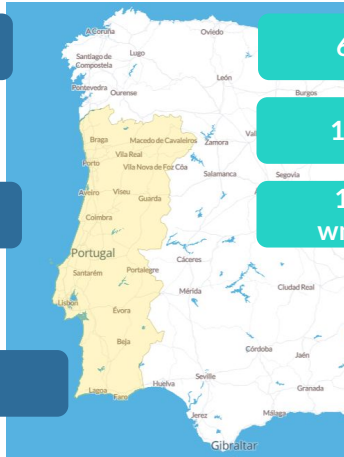 A Coruña
Oviedo
Santiago de
Compostela
Lugo
León
Pontevedra
Ourense
Burgos
Braga
Macedo de Cavaleiros
Zamora
Vila Real
Porto
Vila Nova de Foz Côa
Salamanca
Segovia
Aveiro
Viseu
Guarda
Coimbra
Portugal
Cáceres
Santarém
Portalegre
Mérida
Ciudad Real
Lisbon
Évora
Beja
Córdoba
Jaén
Seville
Huelva
Lagoa
Faro
Granada
Jerez
Málaga
Gibraltar